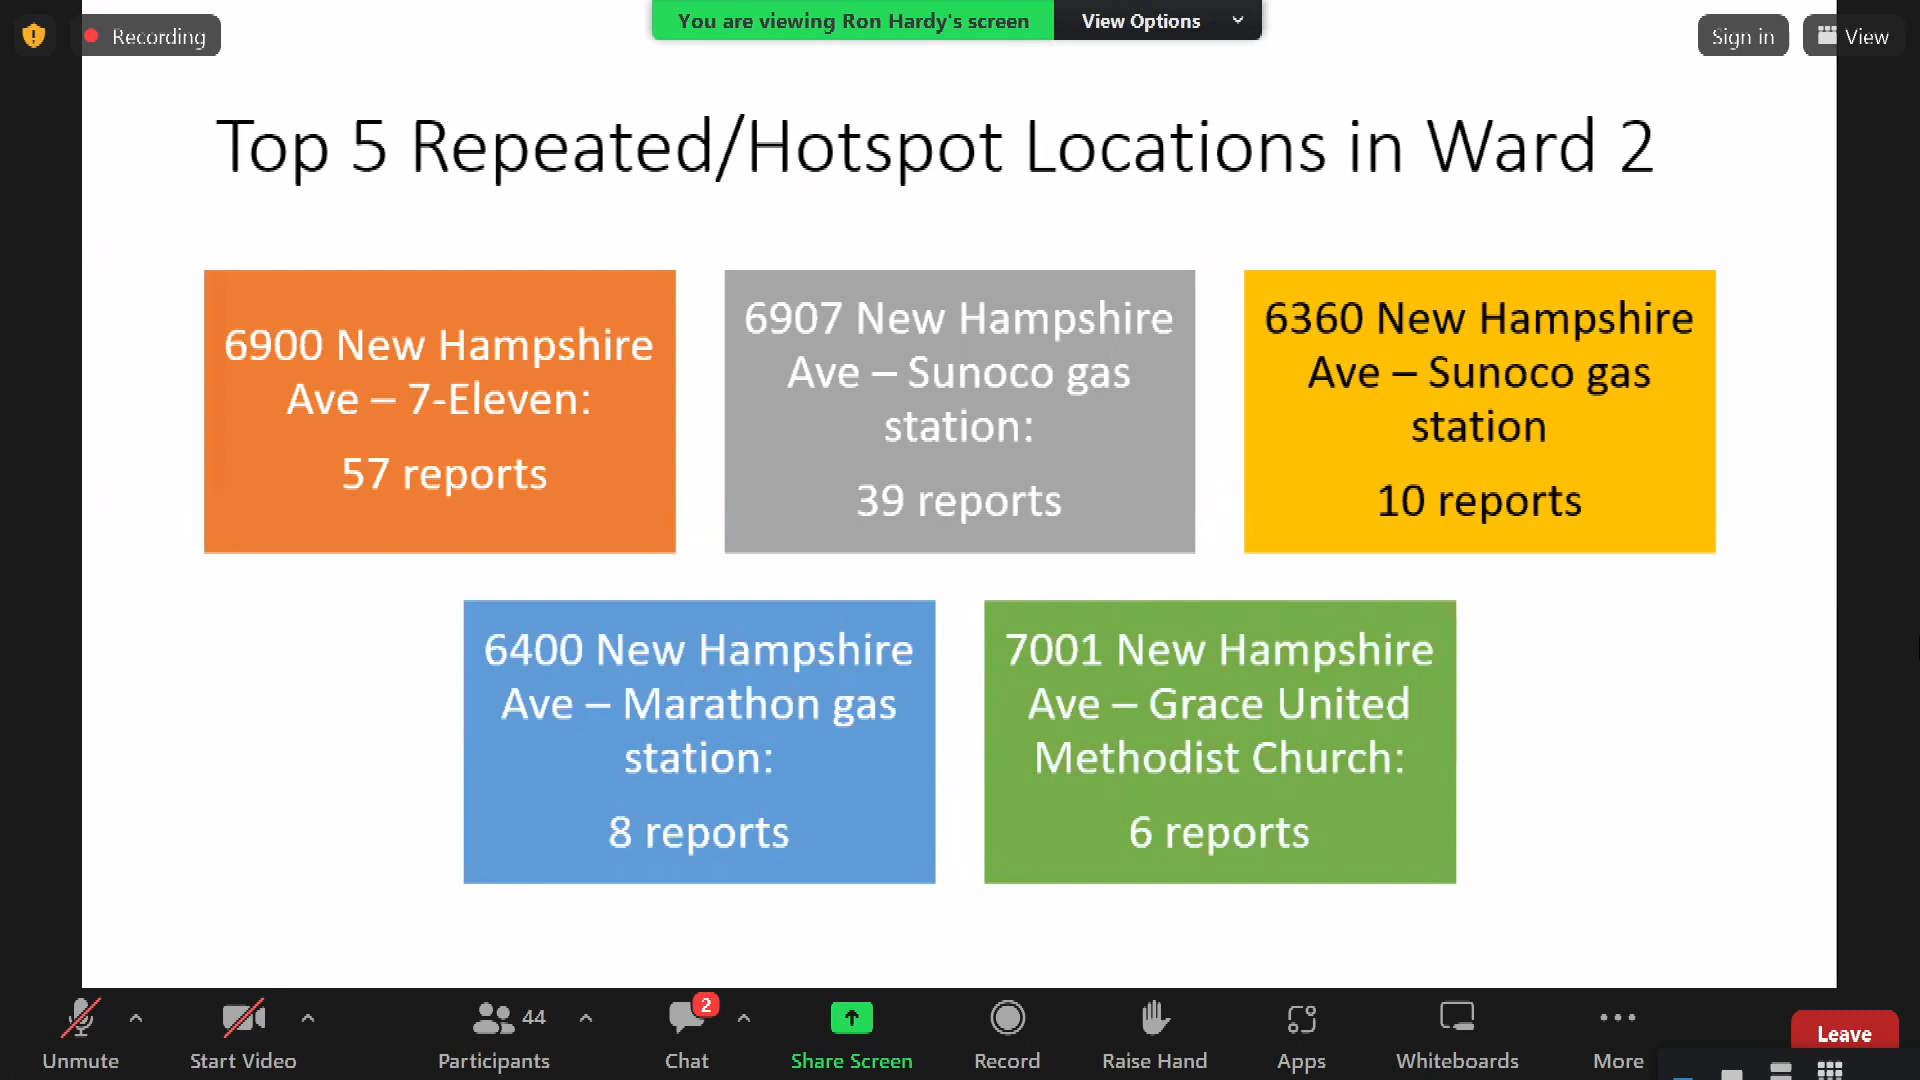 You are viewing Ron Hardy's screen
View Options
Recording
Sign in
View
Top 5 Repeated/Hotspot Locations in Ward 2
6900 New Hampshire
Ave – 7-Eleven:
57 reports
6907 New Hampshire
Ave – Sunoco gas
station:
39 reports
6360 New Hampshire
Ave – Sunoco gas
station
10 reports
6400 New Hampshire
Ave – Marathon gas
station:
8 reports
7001 New Hampshire
Ave – Grace United
Methodist Church:
6 reports
Unmute
Start Video
44
Participants
2
Chat
Share Screen
Record
Raise Hand
Apps
Whiteboards
More
Leave